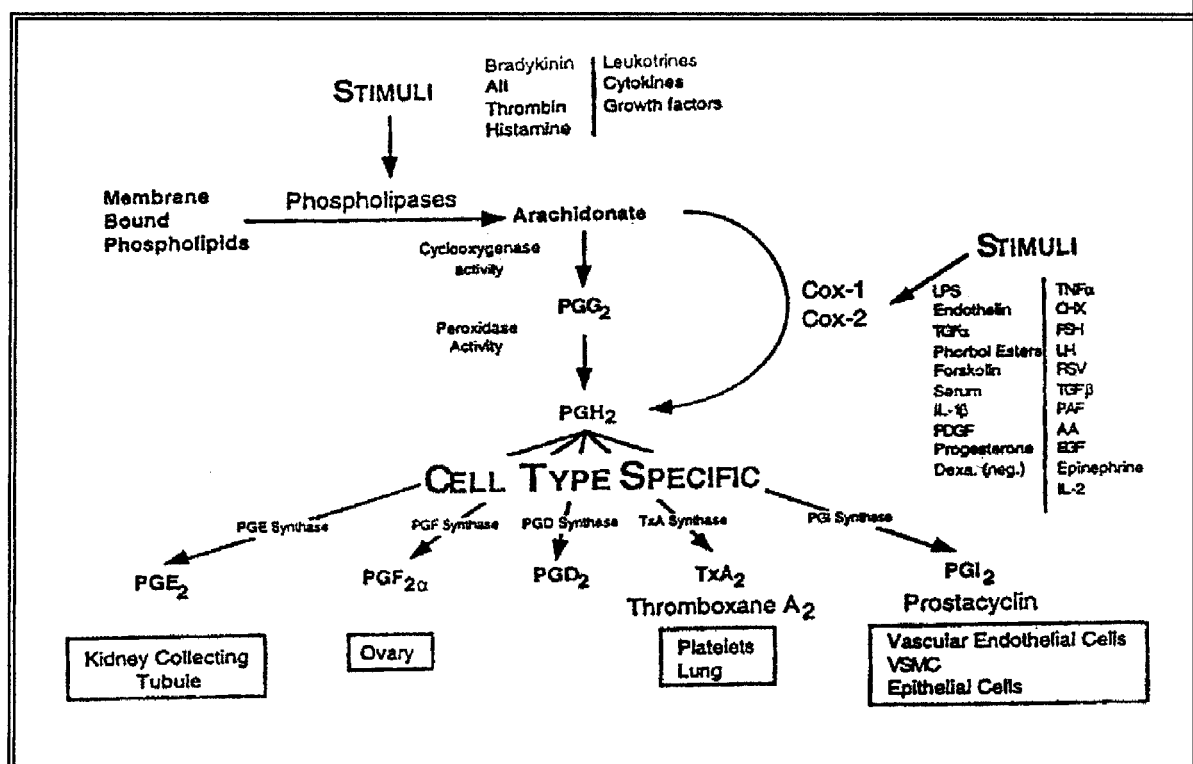 STIMULI
Bradykinin
AII
Thrombin
Histamine
Leukotrines
Cytokines
Growth factors
Membrane
Bound
Phospholipids
Phospholipases
Arachidonate
Cyclooxygenase
activity
PGG2
Peroxidase
Activity
PGH2
Cox-1
Cox-2
STIMULI
LPS
Endothelin
TGFα
Phorbol Esters
Forskolin
Serum
IL-1β
PDGF
Progesterone
Dexa. (neg.)
TNFα
CHX
FSH
LH
RSV
TGFβ
PAF
AA
EGF
Epinephrine
IL-2
CELL TYPE SPECIFIC
PGE Synthase
PGF Synthase
PGD Synthase
TxA Synthase
PGI Synthase
PGE2
PGF2α
PGD2
TxA2
Thromboxane A2
PGI2
Prostacyclin
Kidney Collecting
Tubule
Ovary
Platelets
Lung
Vascular Endothelial Cells
VSMC
Epithelial Cells